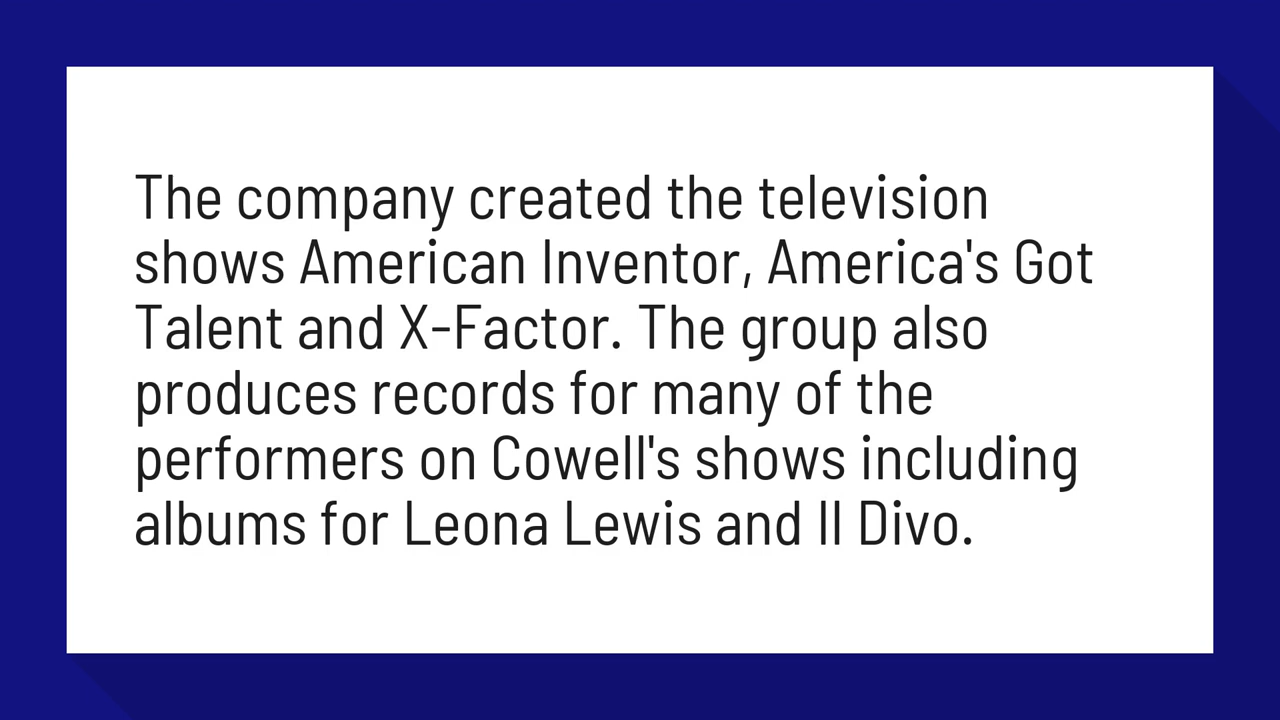 The company created the television
shows American Inventor, America's Got
Talent and X-Factor. The group also
produces records for many of the
performers on Cowell's shows including
albums for Leona Lewis and Il Divo.